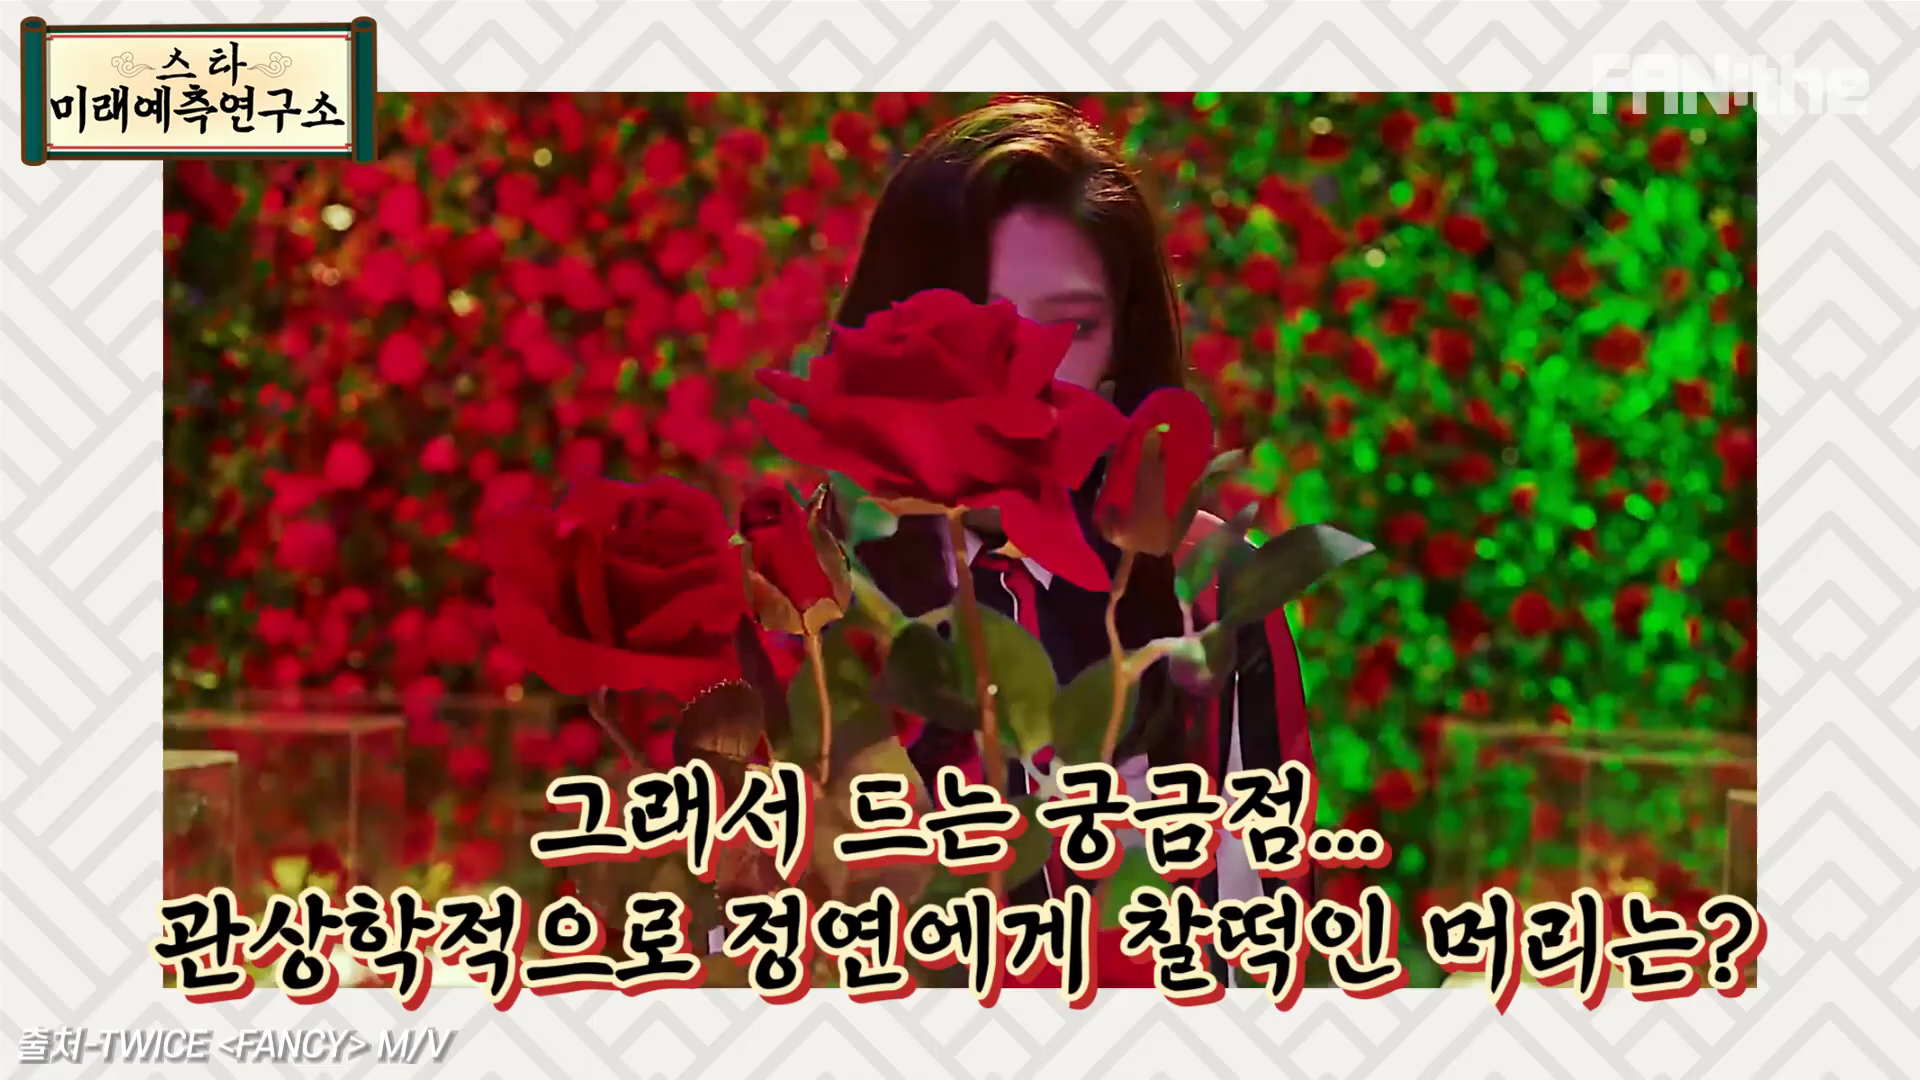 스타
미래예측연구소
FAN:the
그래서 드는 궁금점...
관상학적으로 정연에게 찰떡인 머리는?
출처-TWICE <FANCY> M/V